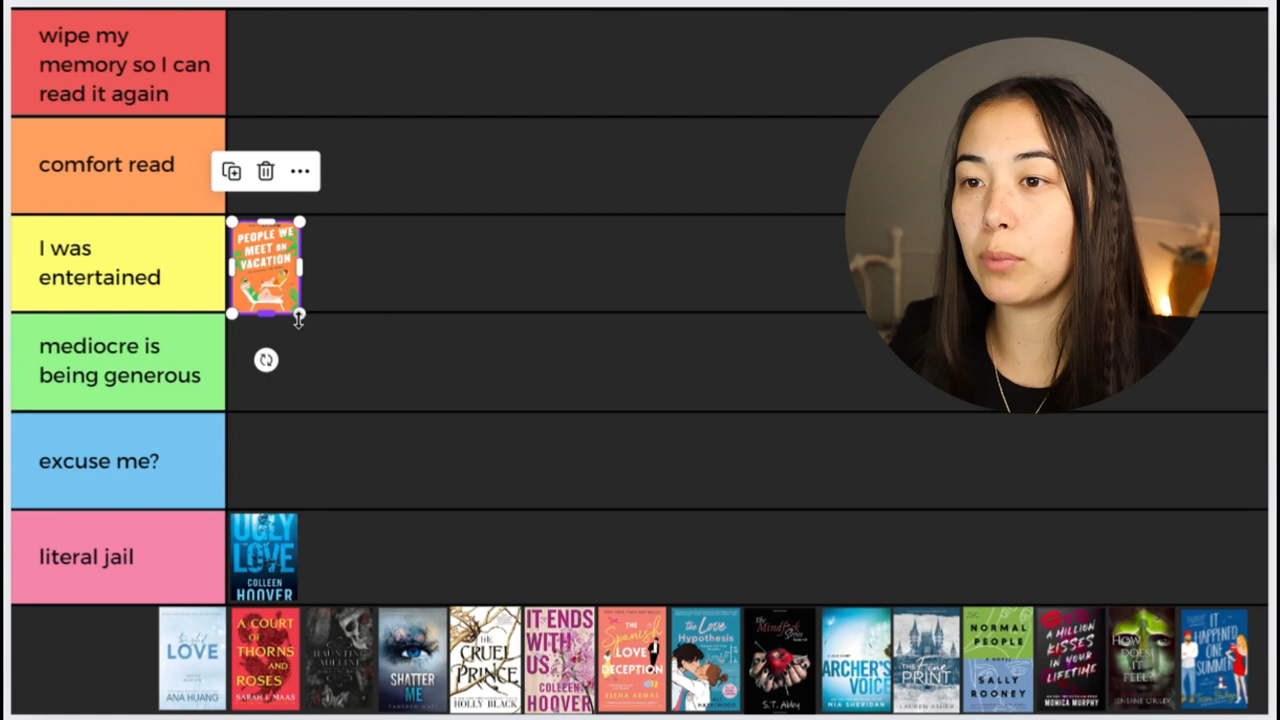 wipe my
memory so I can
read it again
comfort read
I was
entertained
PEOPLE WE
MEET ON
VACATION
mediocre is
being generous
excuse me?
literal jail
UGLY
LOVE
COLLEEN
HOOVER
LOVE
ANA HUANG
A COURT
OF
THORNS
AND
ROSES
SARAH J. MAAS
HAUNTING
ADELINE
SHATTER
ME
THE
CRUEL
PRINCE
HOLLY BLACK
IT ENDS
WITH
US
COLLEEN
HOOVER
THE
Spanish
LOVE
DECEPTION
ELENA ARMAS
the Love
Hypothesis
HAZELWOOD
The
S.T. Abby
ARCHER'S
VOICE
MIA SHERIDAN
THE Fine
PRINT
LAUREN ASHER
NORMAL
PEOPLE
A NOVEL
SALLY
ROONEY
A MILLION
KISSES
IN YOUR
LIFETIME
MONICA MURPHY
HOW
DOES
IT
FEEL?
IT
HAPPENED
ONE
SUMMER